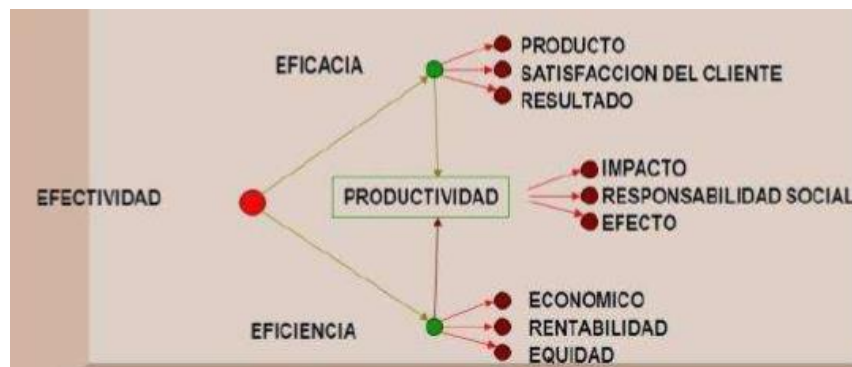 EFICACIA
PRODUCTO
SATISFACCION DEL CLIENTE
RESULTADO
EFECTIVIDAD
PRODUCTIVIDAD
IMPACTO
RESPONSABILIDAD SOCIAL
EFECTO
EFICIENCIA
ECONOMICO
RENTABILIDAD
EQUIDAD